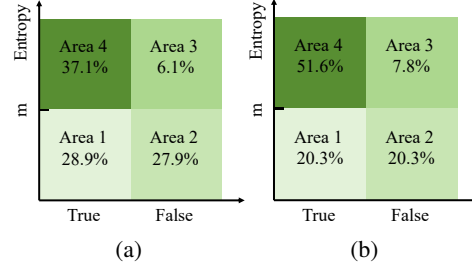 Entropy
m
Area 4
37.1%
Area 3
6.1%
Area 1
28.9%
Area 2
27.9%
True
False
(a)
Entropy
m
Area 4
51.6%
Area 3
7.8%
Area 1
20.3%
Area 2
20.3%
True
False
(b)